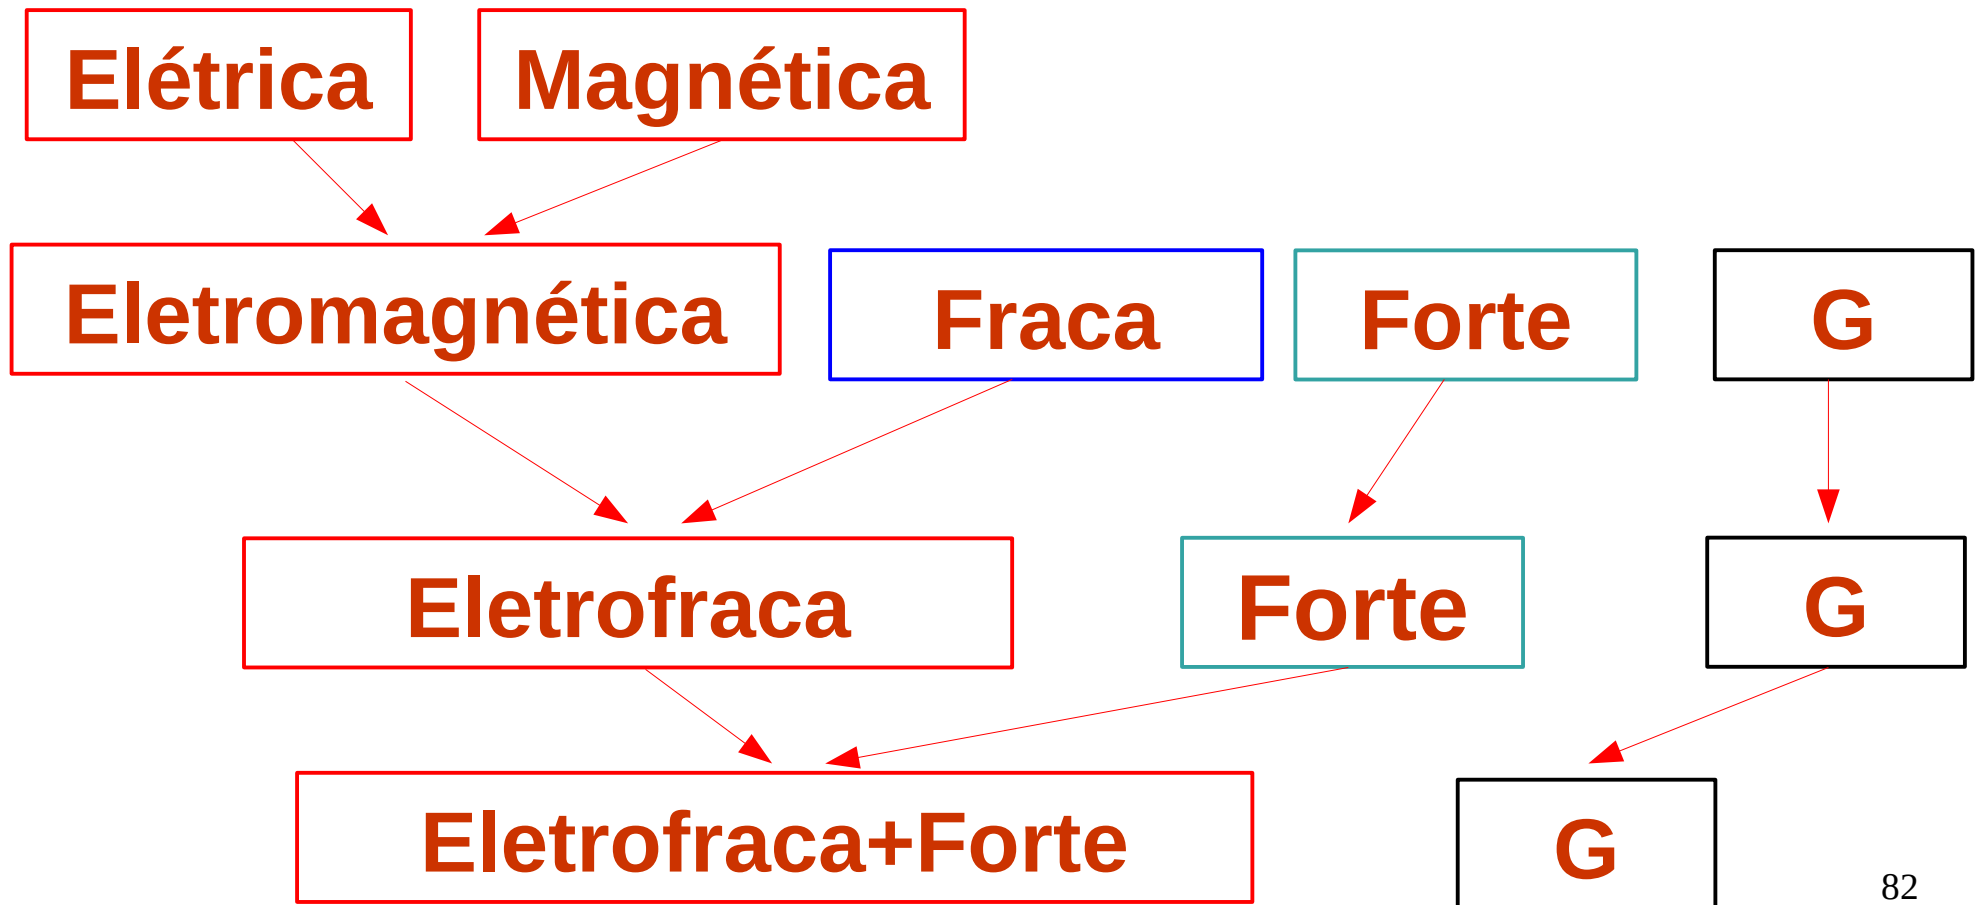 Elétrica Magnética
Eletromagnética Fraca Forte G
Eletrofraca Forte G
Eletrofraca+Forte G
82